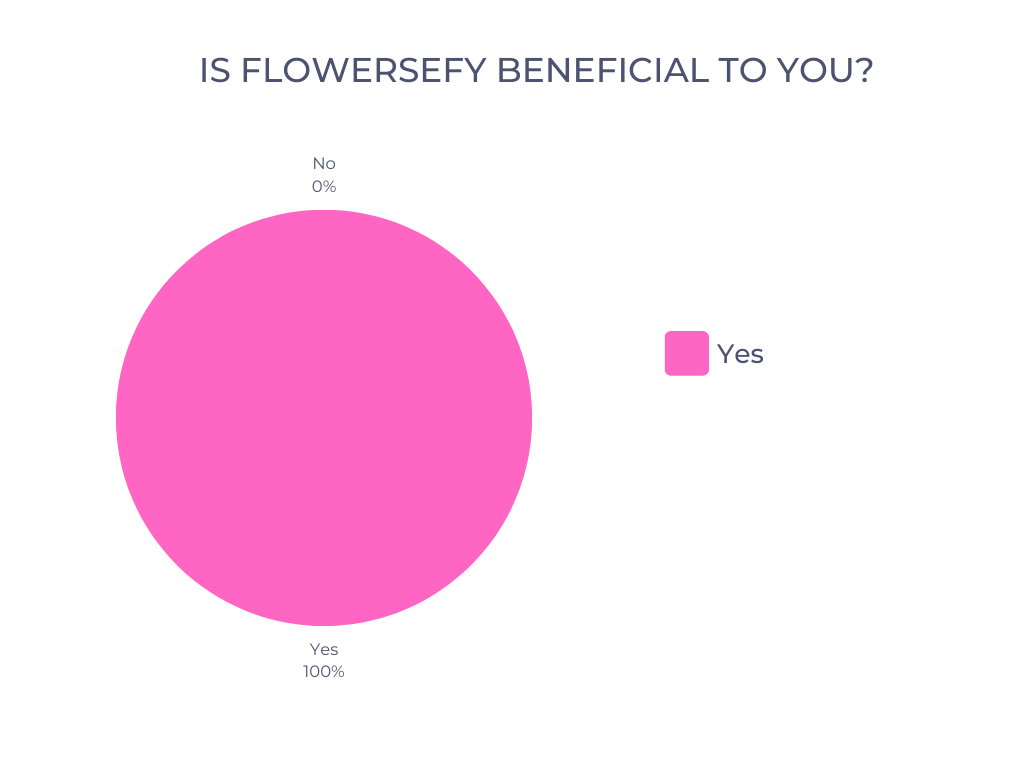 IS FLOWERSEFY BENEFICIAL TO YOU?
No
0%
Yes
Yes
100%